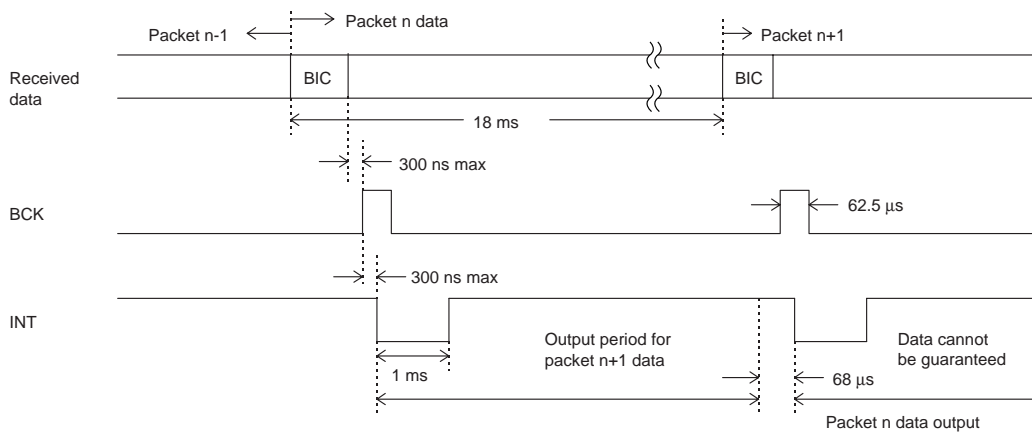 Packet n-1
Packet n data
Packet n+1
Received
data
BIC
BIC
18 ms
300 ns max
BCK
62.5 μs
300 ns max
INT
Output period for
packet n+1 data
Data cannot
be guaranteed
1 ms
68 μs
Packet n data output